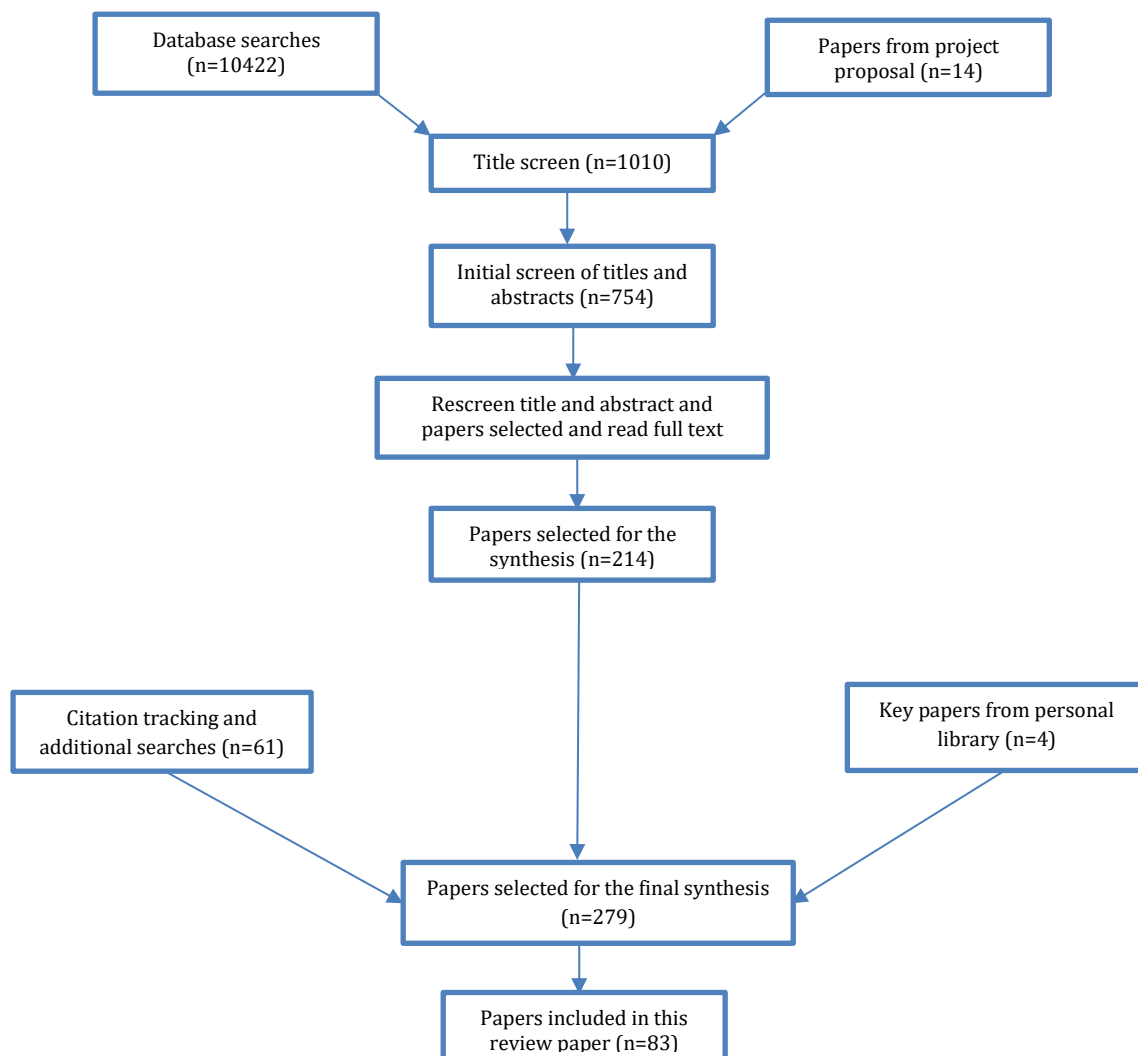 Database searches
(n=10422)
Papers from project
proposal (n=14)
Title screen (n=1010)
Initial screen of titles and
abstracts (n=754)
Rescreen title and abstract and
papers selected and read full text
Papers selected for the
synthesis (n=214)
Citation tracking and
additional searches (n=61)
Key papers from personal
library (n=4)
Papers selected for the final synthesis
(n=279)
Papers included in this
review paper (n=83)